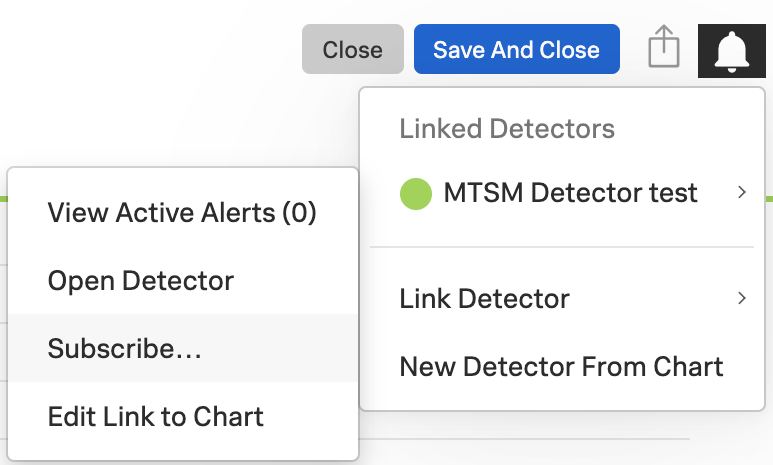 Close
Save And Close
Linked Detectors
MTSM Detector test
Link Detector
New Detector From Chart
View Active Alerts (0)
Open Detector
Subscribe…
Edit Link to Chart